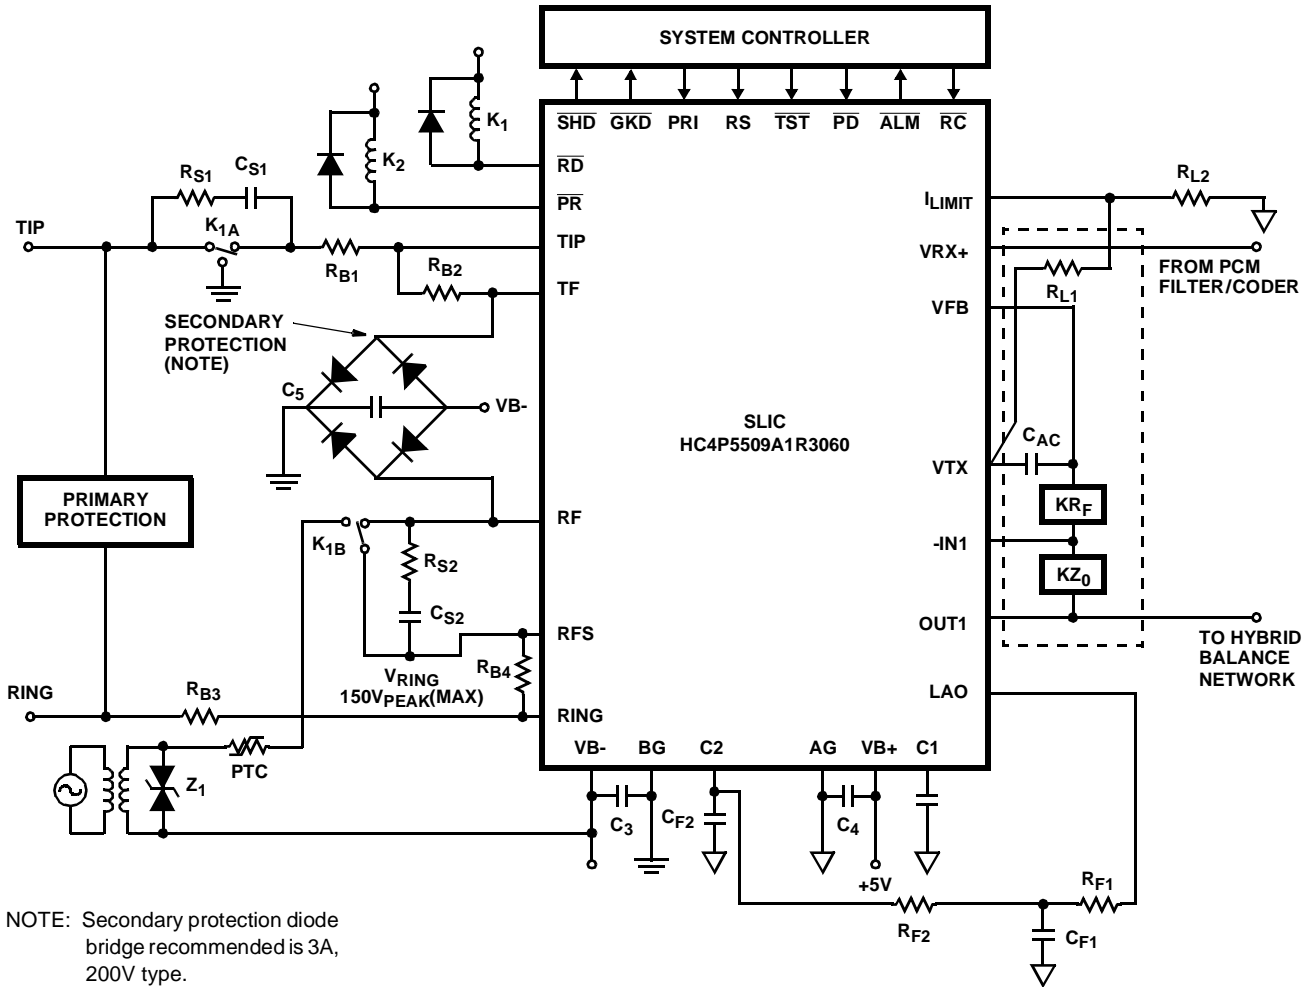 SYSTEM CONTROLLER
SHD GKD PRI RS TST PD ALM RC
K1
K2
RD
PR
RS1 CS1
TIP
K1A
RB1
TIP
RB2
TF
ILIMIT
RL2
VRX+
FROM PCM
FILTER/CODER
RL1
VFB
SECONDARY
PROTECTION
(NOTE)
C5
VB-
SLIC
HC4P5509A1R3060
CAC
VTX
KRF
-IN1
KZ0
OUT1
TO HYBRID
BALANCE
NETWORK
LAO
PRIMARY
PROTECTION
K1B
RF
RS2
CS2
RFS
RB4
VRING
150VPEAK(MAX)
RING
RB3
RING
PTC
Z1
VB- BG C2 AG VB+ C1
C3
CF2
C4
+5V
RF1
RF2
CF1
NOTE: Secondary protection diode
bridge recommended is 3A,
200V type.